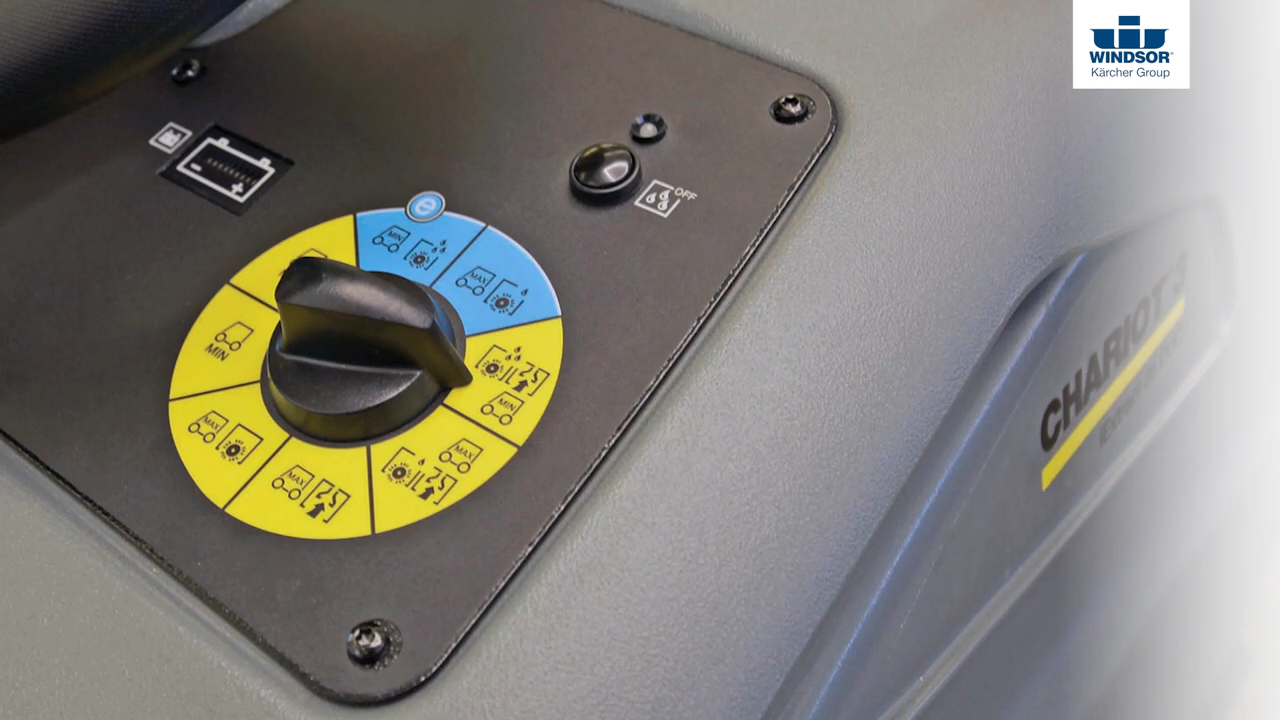 WINDSOR
Kärcher Group
OFF
e
MIN
MAX
MIN
MIN
MAX
MAX
MAX
CHARIOT 3